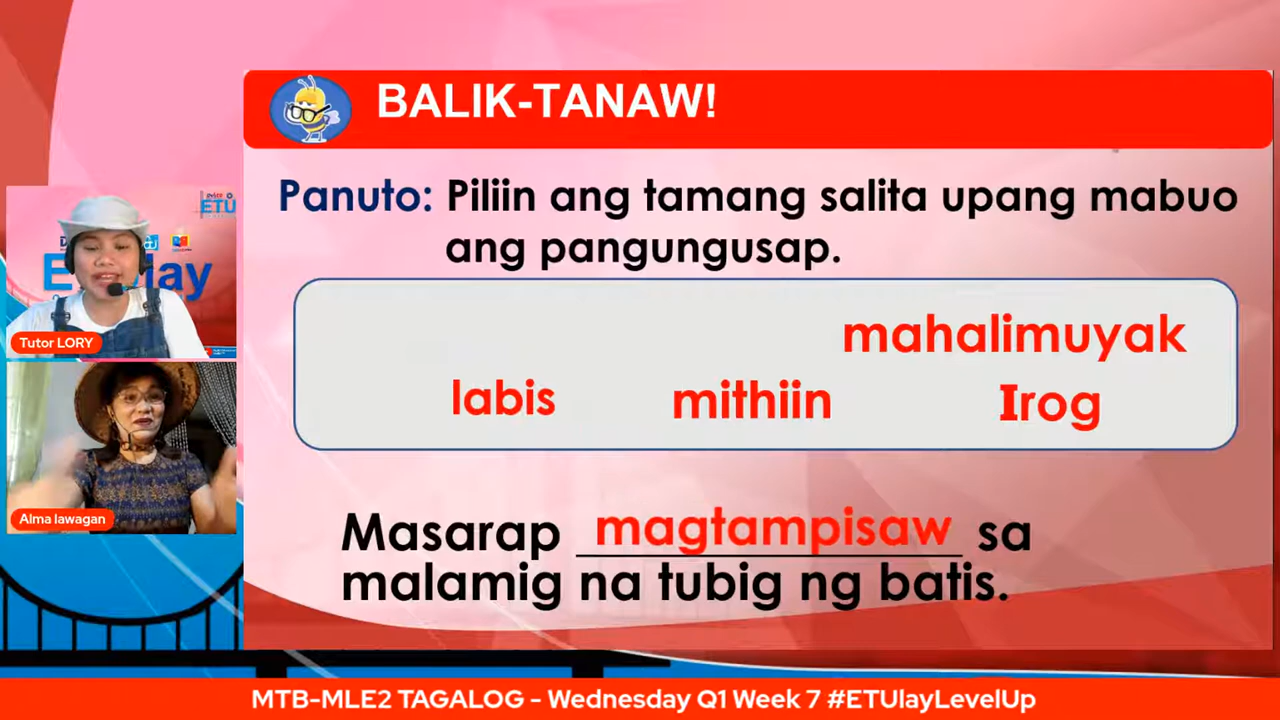 BALIK-TANAW!
Panuto: Piliin ang tamang salita upang mabuo
ang pangungusap.
mahalimuyak
labis mithiin Irog
Masarap magtampisaw sa
malamig na tubig ng batis.
ETU
Tutor LORY
Alma lawagan
MTB-MLE2 TAGALOG - Wednesday Q1 Week 7 #ETUlayLevelUp